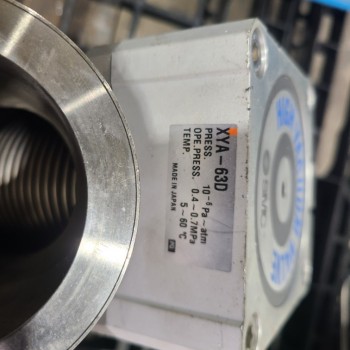 XYA-63D
PRESS. 10⁻⁶Pa-atm
OPE.PRESS. 0.4-0.7MPa
TEMP. 5-60 ℃
MADE IN JAPAN